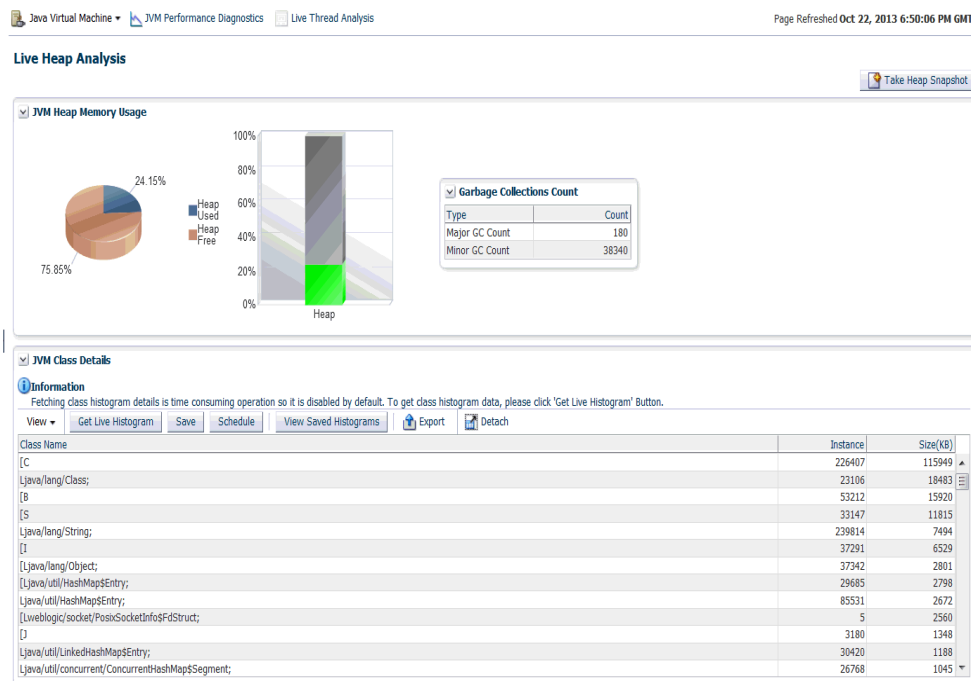 Java Virtual Machine JVM Performance Diagnostics Live Thread Analysis Page Refreshed Oct 22, 2013 6:50:06 PM GMT
Live Heap Analysis
Take Heap Snapshot
JVM Heap Memory Usage
24.15%
75.85%
Heap Used
Heap Free
100%
80%
60%
40%
20%
0%
Heap
Garbage Collections Count
Type Count
Major GC Count 180
Minor GC Count 38340
JVM Class Details
Information
Fetching class histogram details is time consuming operation so it is disabled by default. To get class histogram data, please click 'Get Live Histogram' Button.
View Get Live Histogram Save Schedule View Saved Histograms Export Detach
Class Name Instance Size(KB)
[C 226407 115949
Ljava/lang/Class; 23106 18483
[B 53212 15920
[S 33147 11815
Ljava/lang/String; 239814 7494
[I 37291 6529
[Ljava/lang/Object; 37342 2801
[Ljava/util/HashMap$Entry; 29685 2798
Ljava/util/HashMap$Entry; 85531 2672
[Lweblogic/socket/PosixSocketInfo$FdStruct; 5 2560
[J 3180 1348
Ljava/util/LinkedHashMap$Entry; 30420 1188
Ljava/util/concurrent/ConcurrentHashMap$Segment; 26768 1045